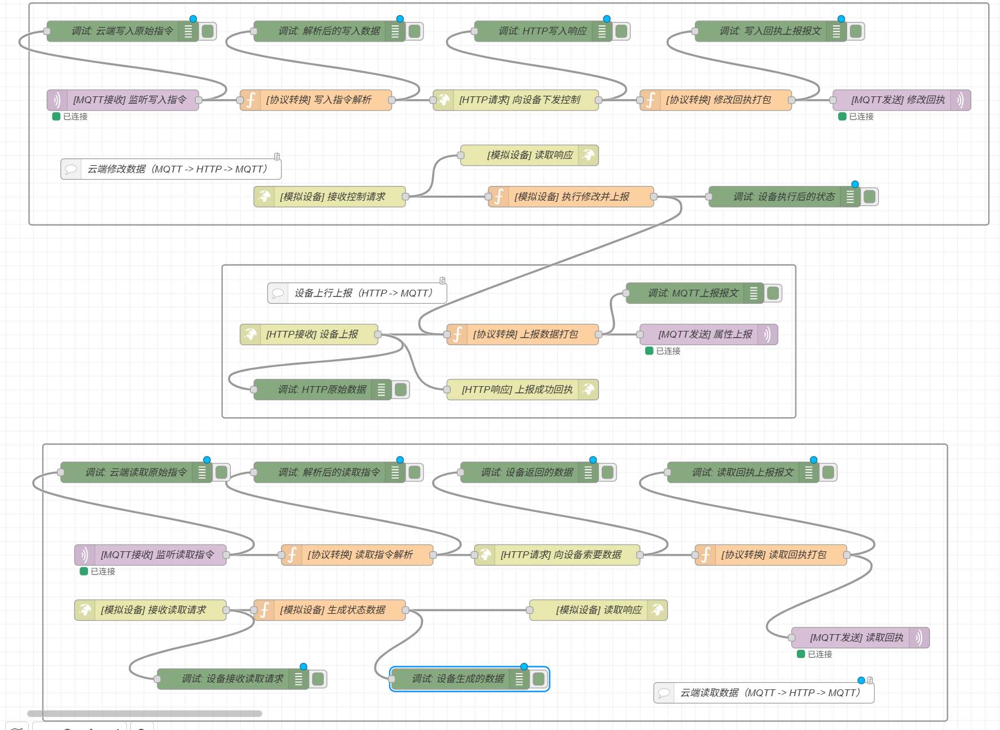 调试: 云端写入原始指令
调试: 解析后的写入数据
调试: HTTP写入响应
调试: 写入回执上报报文
[MQTT接收] 监听写入指令
[协议转换] 写入指令解析
[HTTP请求] 向设备下发控制
[协议转换] 修改回执打包
[MQTT发送] 修改回执
已连接
已连接
[模拟设备] 读取响应
云端修改数据（MQTT -> HTTP -> MQTT）
[模拟设备] 接收控制请求
[模拟设备] 执行修改并上报
调试: 设备执行后的状态
设备上行上报（HTTP -> MQTT）
调试: MQTT上报报文
[HTTP接收] 设备上报
[协议转换] 上报数据打包
[MQTT发送] 属性上报
已连接
调试: HTTP原始数据
[HTTP响应] 上报成功回执
调试: 云端读取原始指令
调试: 解析后的读取指令
调试: 设备返回的数据
调试: 读取回执上报报文
[MQTT接收] 监听读取指令
[协议转换] 读取指令解析
[HTTP请求] 向设备索要数据
[协议转换] 读取回执打包
已连接
[模拟设备] 接收读取请求
[模拟设备] 生成状态数据
[模拟设备] 读取响应
[MQTT发送] 读取回执
已连接
调试: 设备接收读取请求
调试: 设备生成的数据
云端读取数据（MQTT -> HTTP -> MQTT）